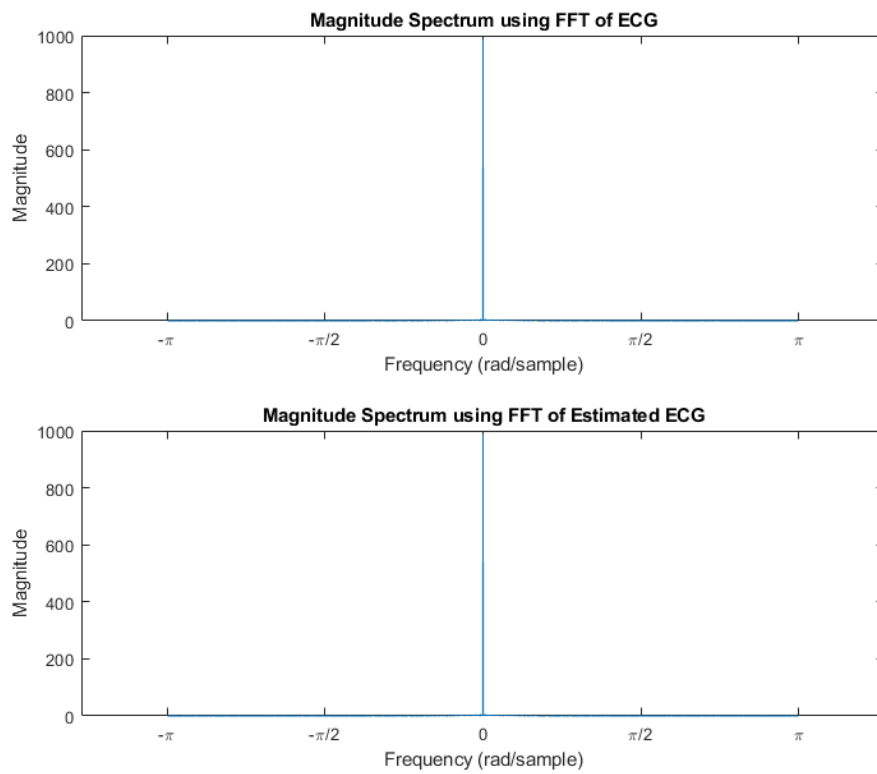 Magnitude Spectrum using FFT of ECG
1000
800
600
400
200
0
Magnitude
-π
-π/2
0
π/2
π
Frequency (rad/sample)
Magnitude Spectrum using FFT of Estimated ECG
1000
800
600
400
200
0
Magnitude
-π
-π/2
0
π/2
π
Frequency (rad/sample)